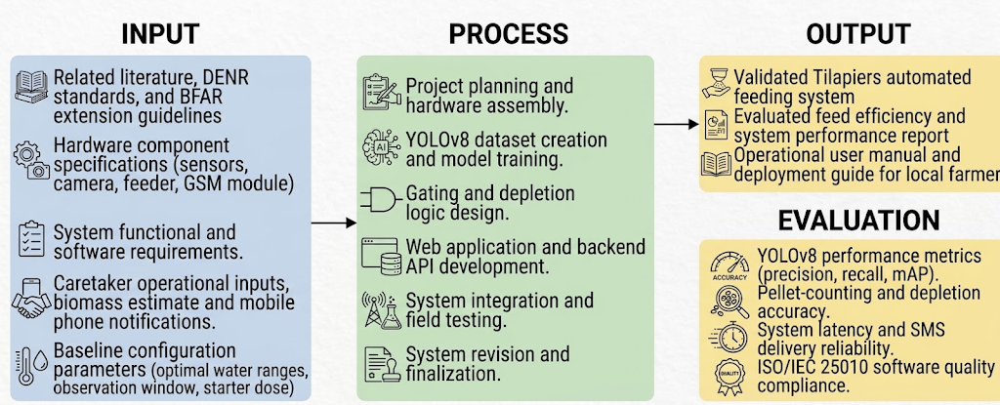 INPUT
Related literature, DENR
standards, and BFAR
extension guidelines
Hardware component
specifications (sensors,
camera, feeder, GSM module)
System functional and
software requirements.
Caretaker operational inputs,
biomass estimate and mobile
phone notifications.
Baseline configuration
parameters (optimal water ranges,
observation window, starter dose)
PROCESS
Project planning and
hardware assembly.
AI
YOLOv8 dataset creation
and model training.
Gating and depletion
logic design.
Web application and backend
API development.
System integration and
field testing.
System revision and
finalization.
OUTPUT
Validated Tilapiers automated
feeding system
Evaluated feed efficiency and
system performance report
Operational user manual and
deployment guide for local farmer
EVALUATION
ACCURACY
YOLOv8 performance metrics
(precision, recall, mAP).
Pellet-counting and depletion
accuracy.
System latency and SMS
delivery reliability.
QUALITY
ISO/IEC 25010 software quality
compliance.